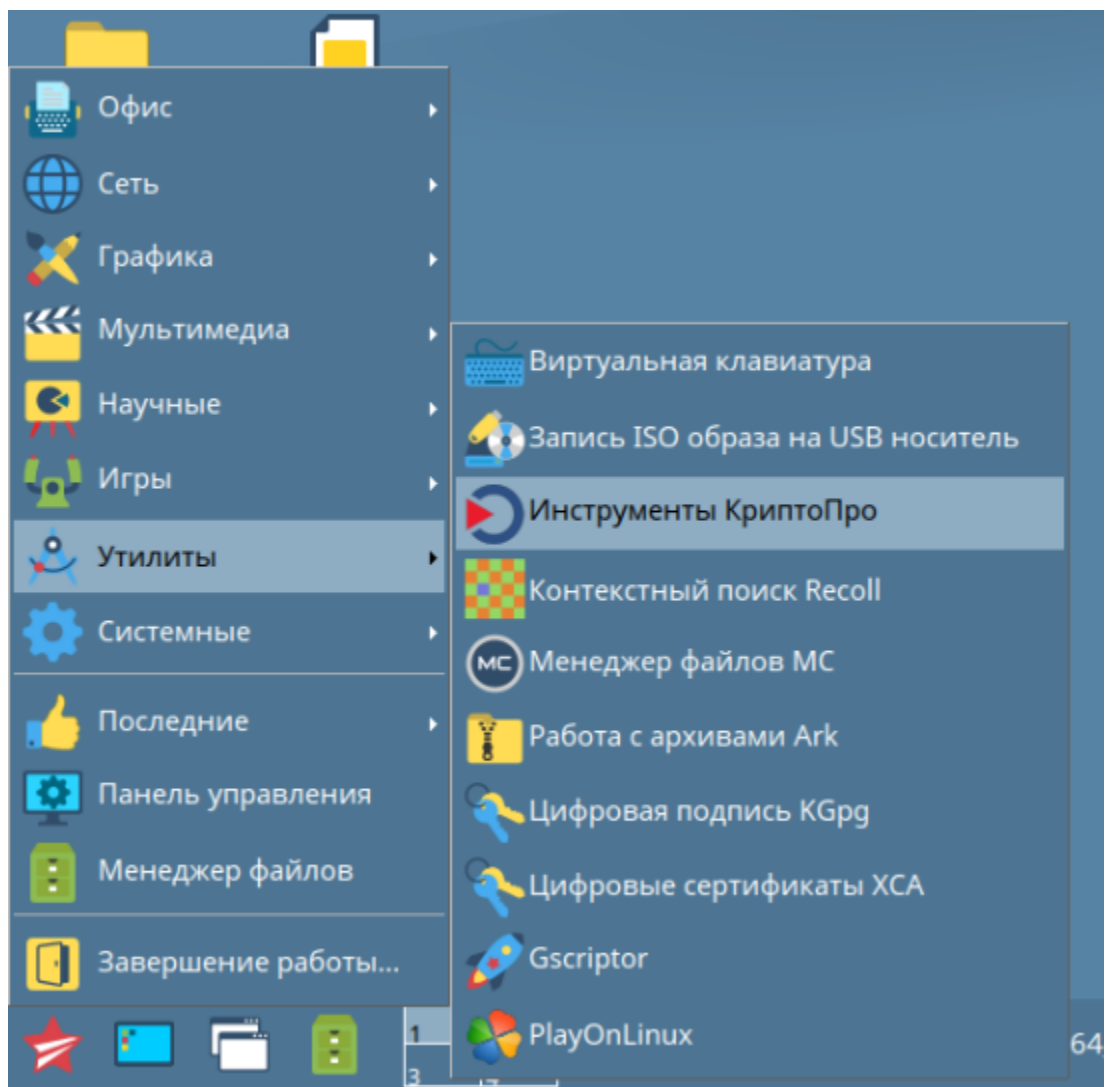 Офис
Сеть
Графика
Мультимедиа
Научные
Игры
Утилиты
Системные
Последние
Панель управления
Менеджер файлов
Завершение работы...
Виртуальная клавиатура
Запись ISO образа на USB носитель
Инструменты КриптоПро
Контекстный поиск Recoll
MC Менеджер файлов MC
Работа с архивами Ark
Цифровая подпись KGpg
Цифровые сертификаты XCA
Gscriptor
PlayOnLinux
1
3
64